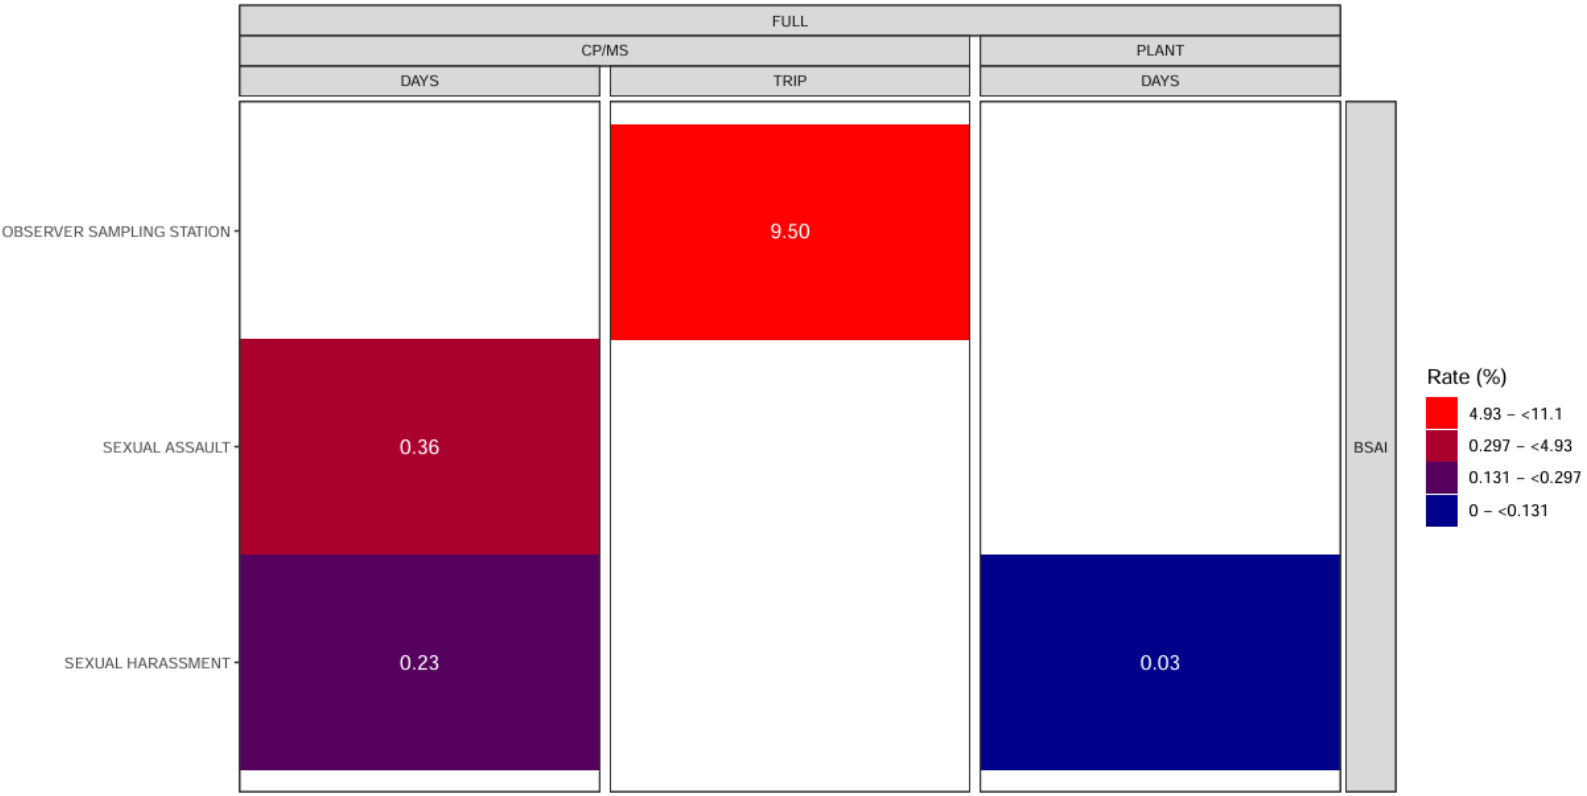 FULL
CP/MS PLANT
DAYS TRIP DAYS
OBSERVER SAMPLING STATION 9.50
SEXUAL ASSAULT 0.36
SEXUAL HARASSMENT 0.23 0.03
BSAI
Rate (%)
4.93 – <11.1
0.297 – <4.93
0.131 – <0.297
0 – <0.131